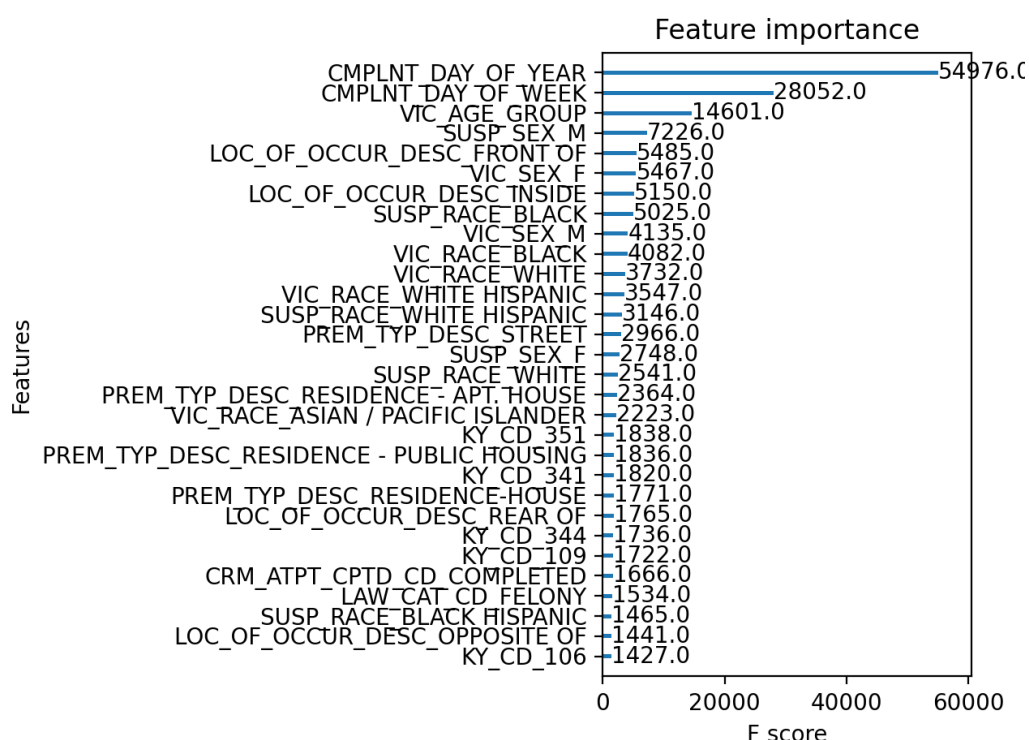 Feature importance
CMPLNT_DAY_OF_YEAR 54976.0
CMPLNT_DAY_OF_WEEK 28052.0
VIC_AGE_GROUP 14601.0
SUSP_SEX_M 7226.0
LOC_OF_OCCUR_DESC_FRONT OF 5485.0
VIC_SEX_F 5467.0
LOC_OF_OCCUR_DESC_INSIDE 5150.0
SUSP_RACE_BLACK 5025.0
VIC_SEX_M 4135.0
VIC_RACE_BLACK 4082.0
VIC_RACE_WHITE 3732.0
VIC_RACE_WHITE HISPANIC 3547.0
SUSP_RACE_WHITE HISPANIC 3146.0
PREM_TYP_DESC_STREET 2966.0
SUSP_SEX_F 2748.0
SUSP_RACE_WHITE 2541.0
PREM_TYP_DESC_RESIDENCE - APT. HOUSE 2364.0
VIC_RACE_ASIAN / PACIFIC ISLANDER 2223.0
KY_CD_351 1838.0
PREM_TYP_DESC_RESIDENCE - PUBLIC HOUSING 1836.0
KY_CD_341 1820.0
PREM_TYP_DESC_RESIDENCE-HOUSE 1771.0
LOC_OF_OCCUR_DESC_REAR OF 1765.0
KY_CD_344 1736.0
KY_CD_109 1722.0
CRM_ATPT_CPTD_CD_COMPLETED 1666.0
LAW_CAT_CD_FELONY 1534.0
SUSP_RACE_BLACK HISPANIC 1465.0
LOC_OF_OCCUR_DESC_OPPOSITE OF 1441.0
KY_CD_106 1427.0
Features
0 20000 40000 60000
F score